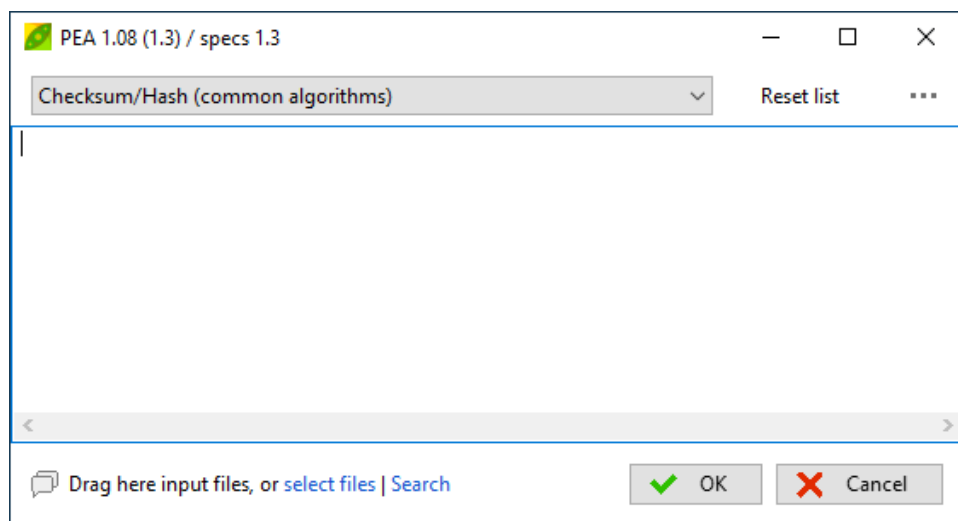 PEA 1.08 (1.3) / specs 1.3
Checksum/Hash (common algorithms) Reset list ...
Drag here input files, or select files | Search OK Cancel